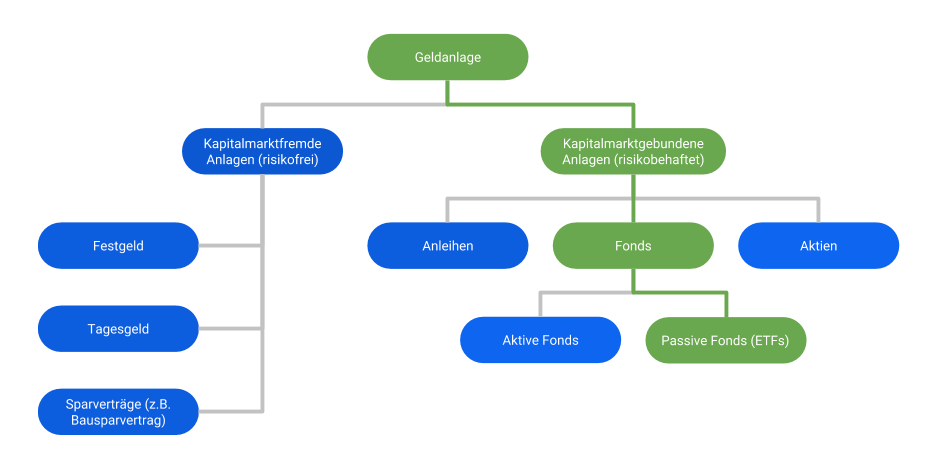 Geldanlage
Kapitalmarktfremde
Anlagen (risikofrei)
Kapitalmarktgebundene
Anlagen (risikobehaftet)
Festgeld
Anleihen
Fonds
Aktien
Tagesgeld
Aktive Fonds
Passive Fonds (ETFs)
Sparverträge (z.B.
Bausparvertrag)